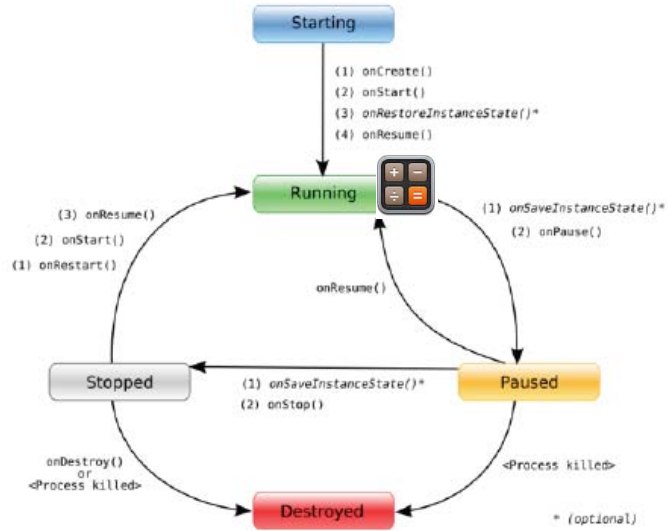 Starting
(1) onCreate()
(2) onStart()
(3) onRestoreInstanceState()*
(4) onResume()
Running
+ −
÷ =
(3) onResume()
(2) onStart()
(1) onRestart()
(1) onSaveInstanceState()*
(2) onPause()
onResume()
Stopped
(1) onSaveInstanceState()*
(2) onStop()
Paused
onDestroy()
or
<Process killed>
<Process killed>
Destroyed
* (optional)